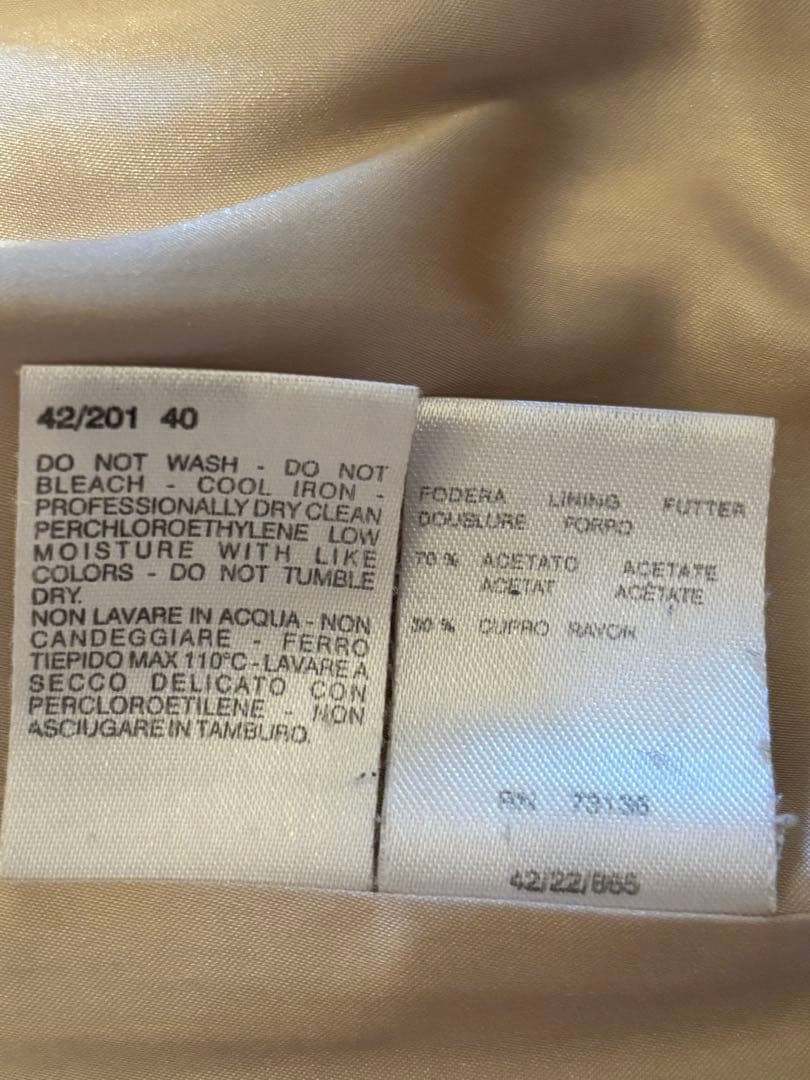 42/201 40
DO NOT WASH - DO NOT
BLEACH - COOL IRON -
PROFESSIONALLY DRY CLEAN
PERCHLOROETHYLENE LOW
MOISTURE WITH LIKE
COLORS - DO NOT TUMBLE
DRY.
NON LAVARE IN ACQUA - NON
CANDEGGIARE - FERRO
TIEPIDO MAX 110°C - LAVARE A
SECCO DELICATO CON
PERCLOROETILENE - NON
ASCIUGARE IN TAMBURO.
FODERA LINING FUTTER
DOUBLURE FORRO
70 % ACETATO ACETATE
ACETAT ACÉTATE
30 % CUPRO RAYON
RN 73136
42/22/865